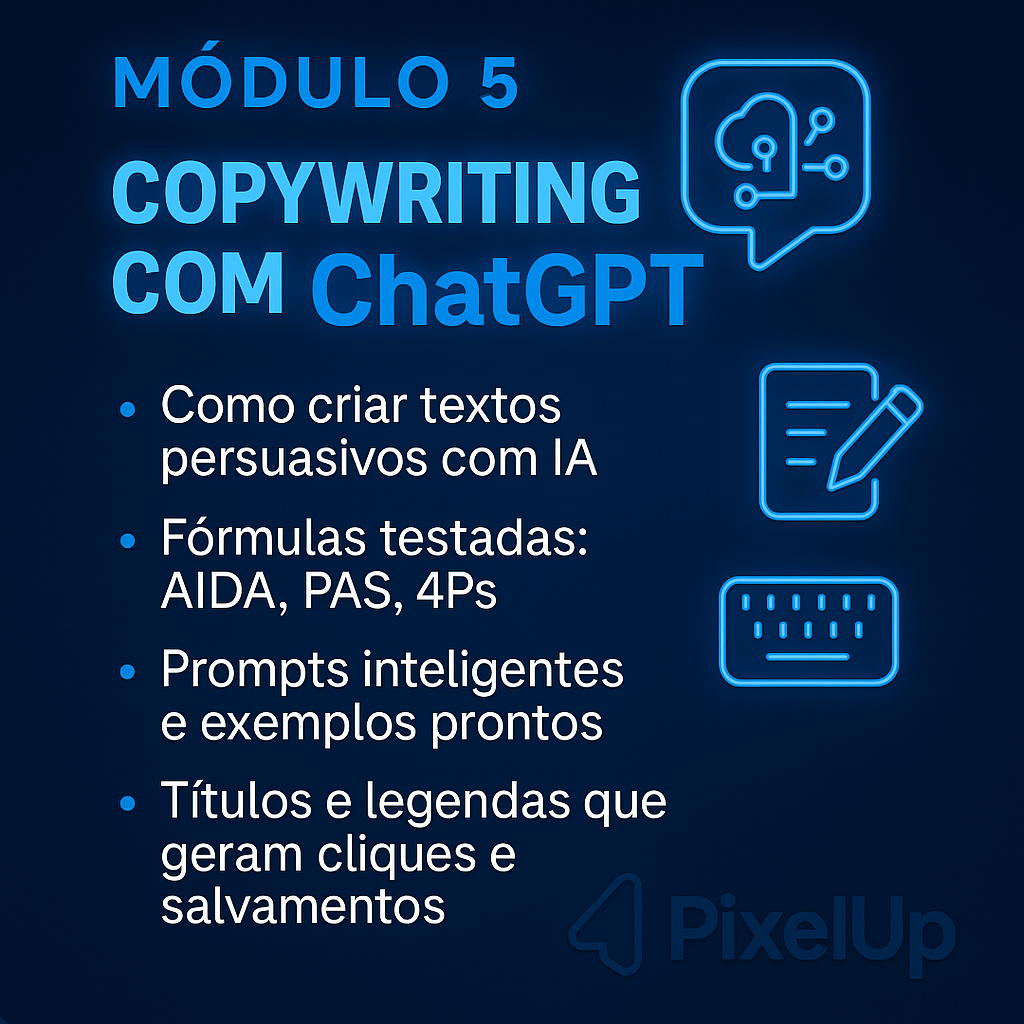 MÓDULO 5
COPYWRITING
COM ChatGPT
• Como criar textos
persuasivos com IA
• Fórmulas testadas:
AIDA, PAS, 4Ps
• Prompts inteligentes
e exemplos prontos
• Títulos e legendas que
geram cliques e
salvamentos
PixelUp